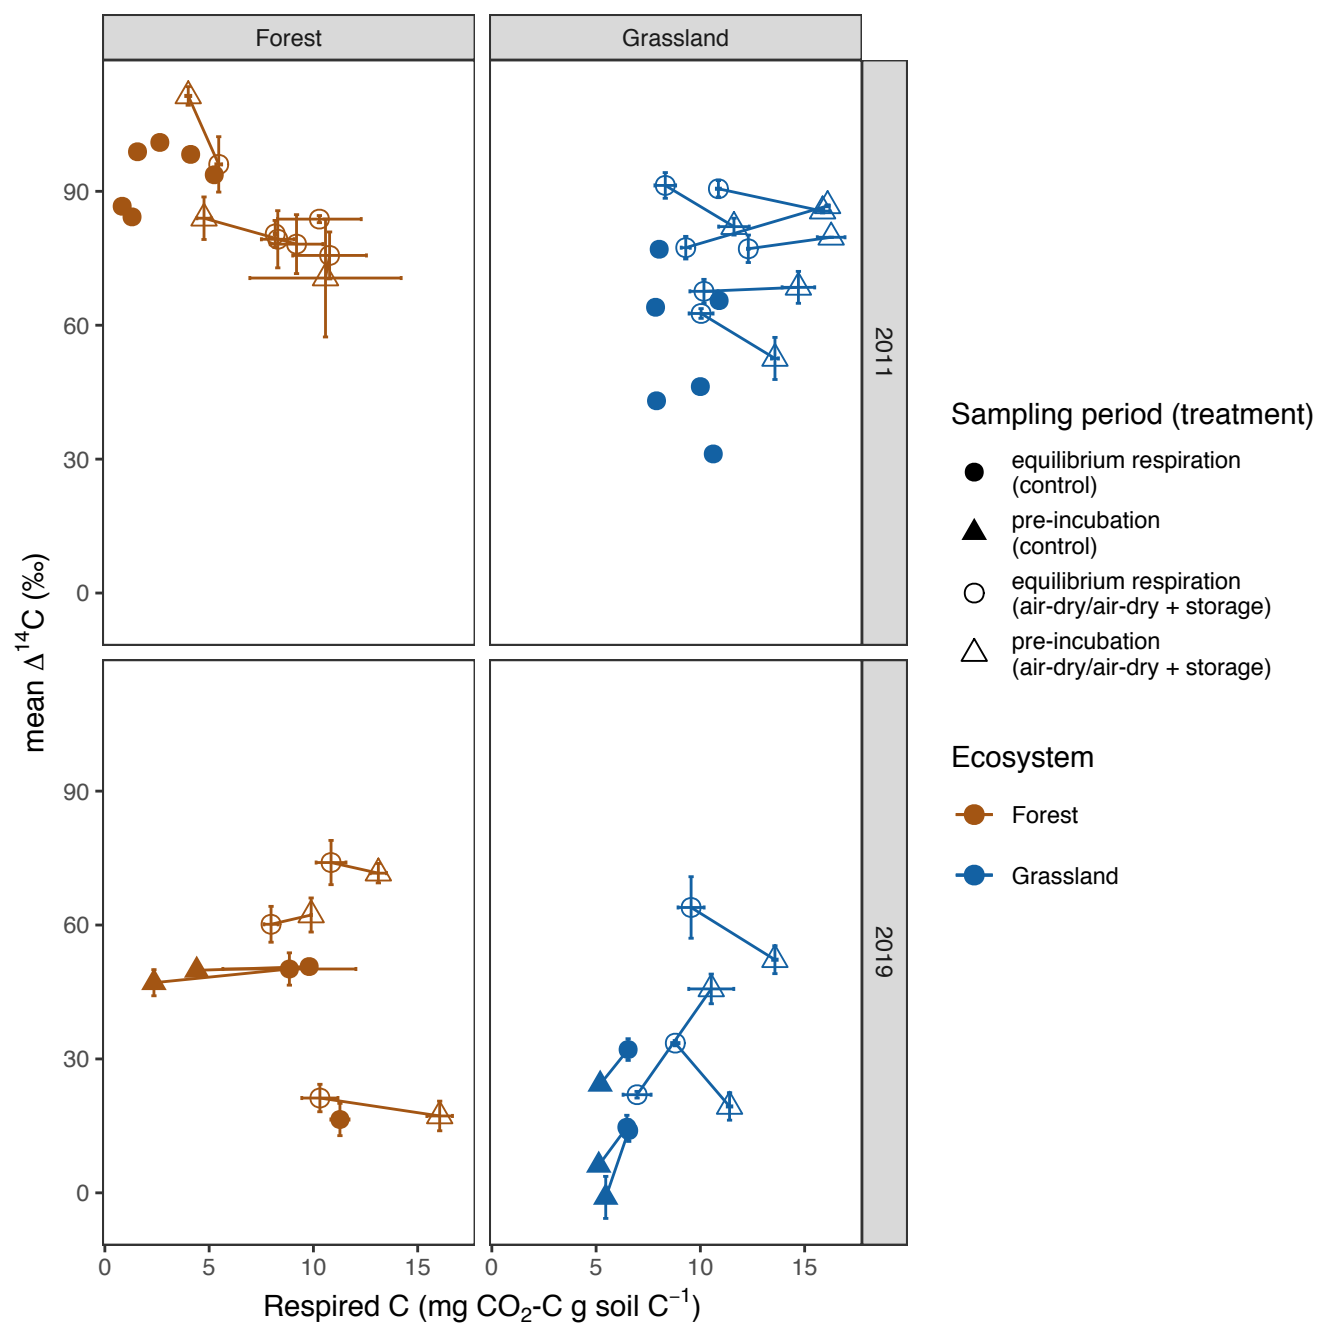 Forest
Grassland
90
60
30
0
2011
90
60
30
0
2019
mean Δ¹⁴C (‰)
0
5
10
15
0
5
10
15
Respired C (mg CO₂-C g soil C⁻¹)
Sampling period (treatment)
equilibrium respiration
(control)
pre-incubation
(control)
equilibrium respiration
(air-dry/air-dry + storage)
pre-incubation
(air-dry/air-dry + storage)
Ecosystem
Forest
Grassland